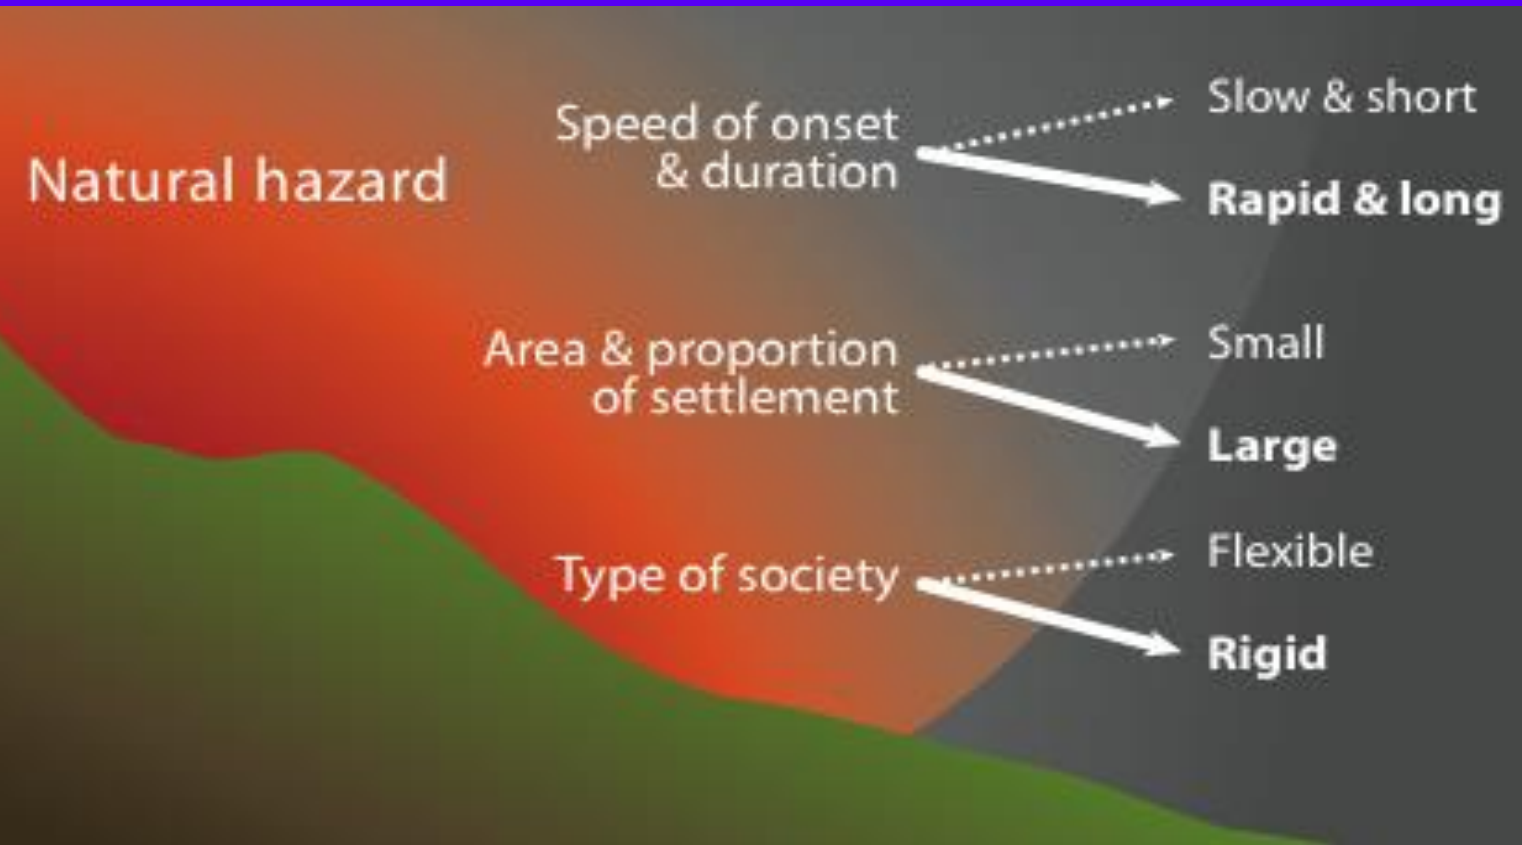 Natural hazard
Speed of onset
& duration
Slow & short
Rapid & long
Area & proportion
of settlement
Small
Large
Type of society
Flexible
Rigid